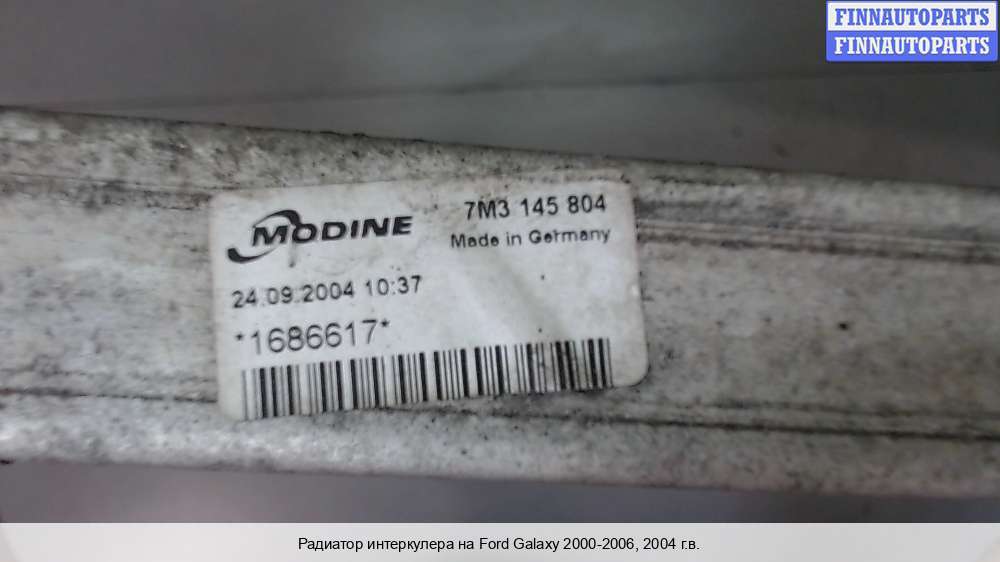 FINNAUTOPARTS
FINNAUTOPARTS
MODINE
7M3 145 804
Made in Germany
24.09.2004 10:37
*1686617*
Радиатор интеркулера на Ford Galaxy 2000-2006, 2004 г.в.